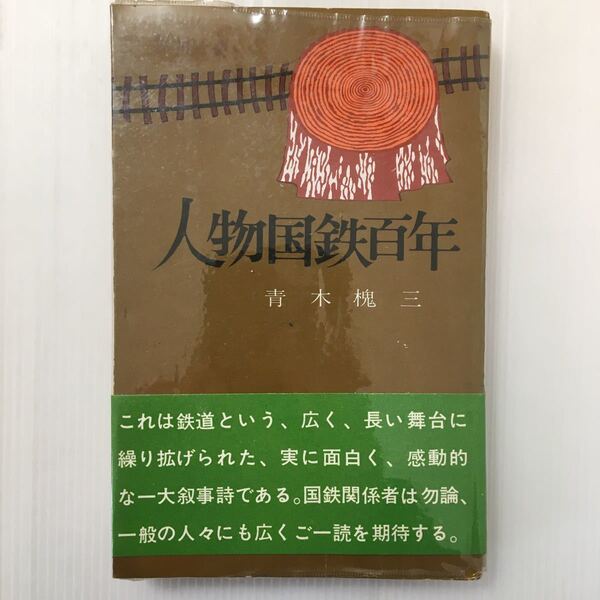 人物国鉄百年
青木槐三
これは鉄道という、広く、長い舞台に
繰り拡げられた、実に面白く、感動的
な一大叙事詩である。国鉄関係者は勿論、
一般の人々にも広くご一読を期待する。